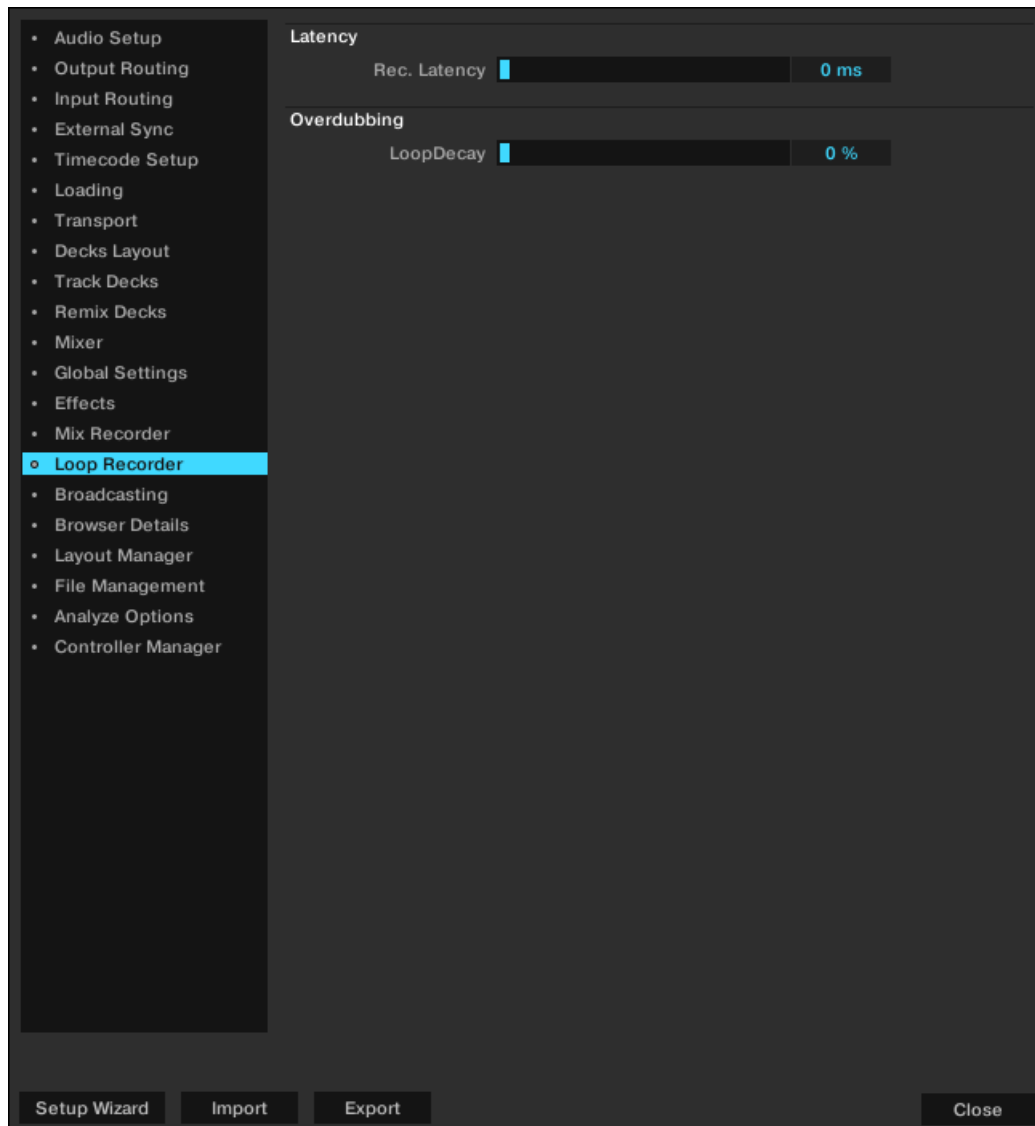 Audio Setup
Output Routing
Input Routing
External Sync
Timecode Setup
Loading
Transport
Decks Layout
Track Decks
Remix Decks
Mixer
Global Settings
Effects
Mix Recorder
Loop Recorder
Broadcasting
Browser Details
Layout Manager
File Management
Analyze Options
Controller Manager
Latency
Rec. Latency 0 ms
Overdubbing
LoopDecay 0 %
Setup Wizard Import Export Close